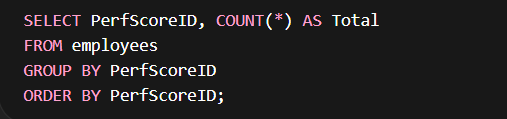 SELECT PerfScoreID, COUNT(*) AS Total
FROM employees
GROUP BY PerfScoreID
ORDER BY PerfScoreID;